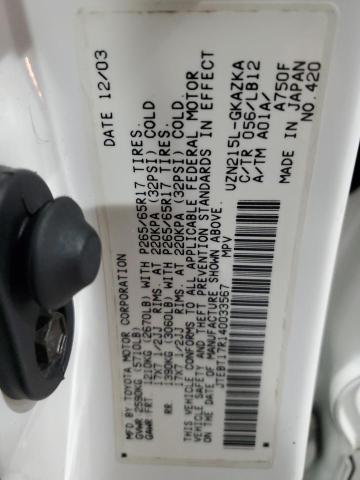 MFD BY TOYOTA MOTOR CORPORATION DATE 12/03
GVWR 2590KG (5710LB)
GAWR FRT 1210KG (2670LB) WITH P265/65R17 TIRES.
17X7 1/2JJ RIMS. AT 220KPA (32PSI) COLD
RR. 1390KG (3060LB) WITH P265/65R17 TIRES.
17X7 1/2JJ RIMS. AT 220KPA (32PSI) COLD
THIS VEHICLE CONFORMS TO ALL APPLICABLE FEDERAL MOTOR
VEHICLE SAFETY AND THEFT PREVENTION STANDARDS IN EFFECT
ON THE DATE OF MANUFACTURE SHOWN ABOVE.
JTEBT17R140033567 MPV
UZN215L-GKAZKA
C/TR 056/LB12
A/TM A01A/ A750F
MADE IN JAPAN
NO.420